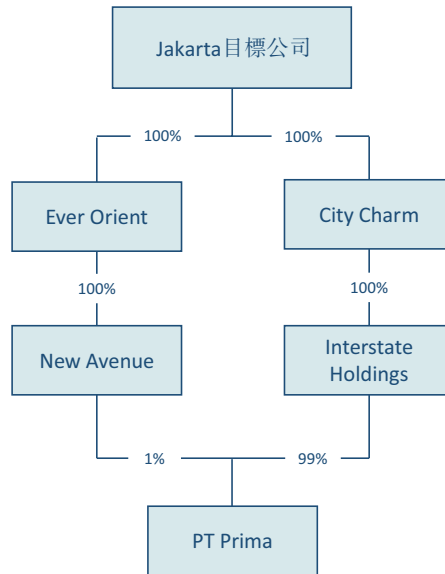 Jakarta目標公司
100%
100%
Ever Orient
City Charm
100%
100%
New Avenue
Interstate
Holdings
1%
99%
PT Prima